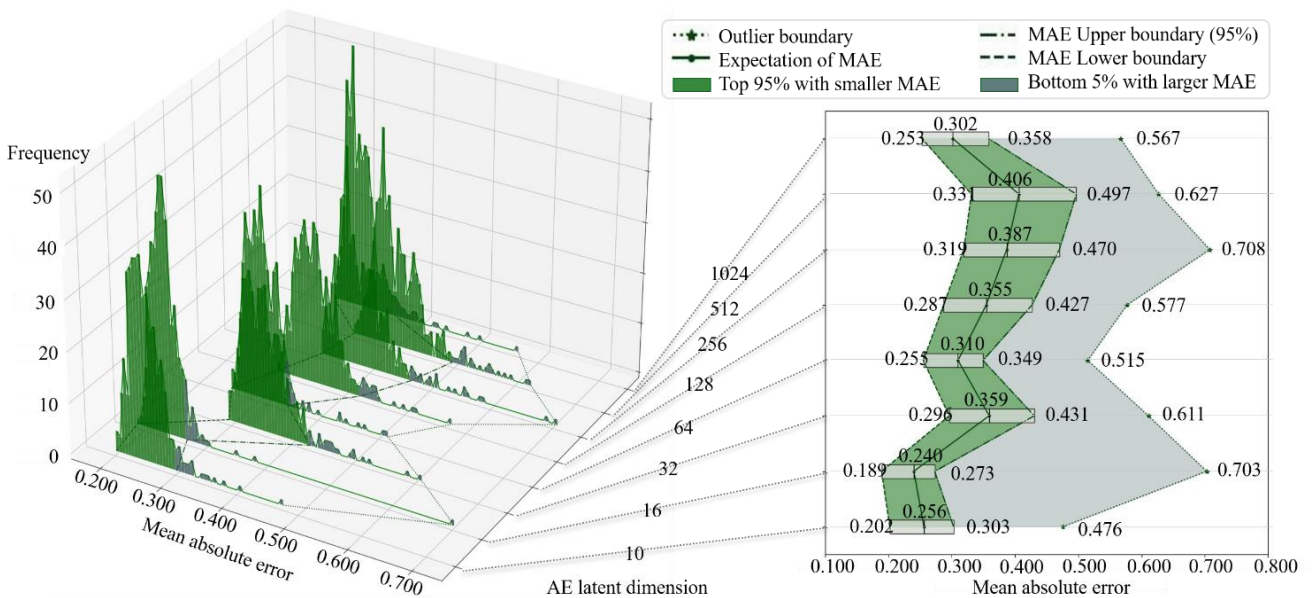 Outlier boundary
MAE Upper boundary (95%)
Expectation of MAE
MAE Lower boundary
Top 95% with smaller MAE
Bottom 5% with larger MAE
Frequency
50
40
30
20
10
0
0.200
0.300
0.400
0.500
0.600
0.700
Mean absolute error
1024
512
256
128
64
32
16
10
AE latent dimension
0.253 0.302 0.358 0.567
0.331 0.406 0.497 0.627
0.319 0.387 0.470 0.708
0.287 0.355 0.427 0.577
0.255 0.310 0.349 0.515
0.296 0.359 0.431 0.611
0.189 0.240 0.273 0.703
0.202 0.256 0.303 0.476
0.100 0.200 0.300 0.400 0.500 0.600 0.700 0.800
Mean absolute error